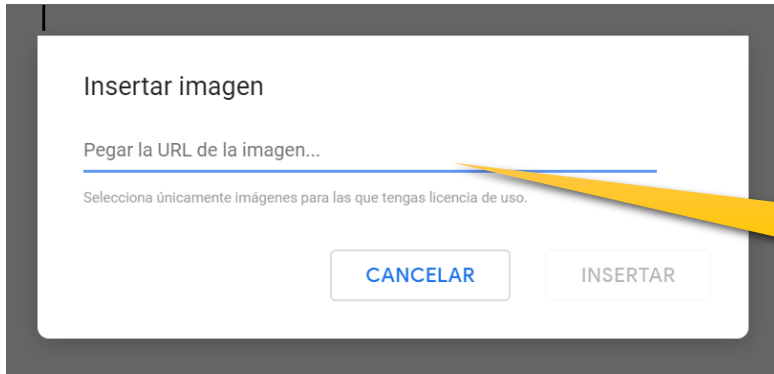 Insertar imagen
Pegar la URL de la imagen...
Selecciona únicamente imágenes para las que tengas licencia de uso.
CANCELAR INSERTAR